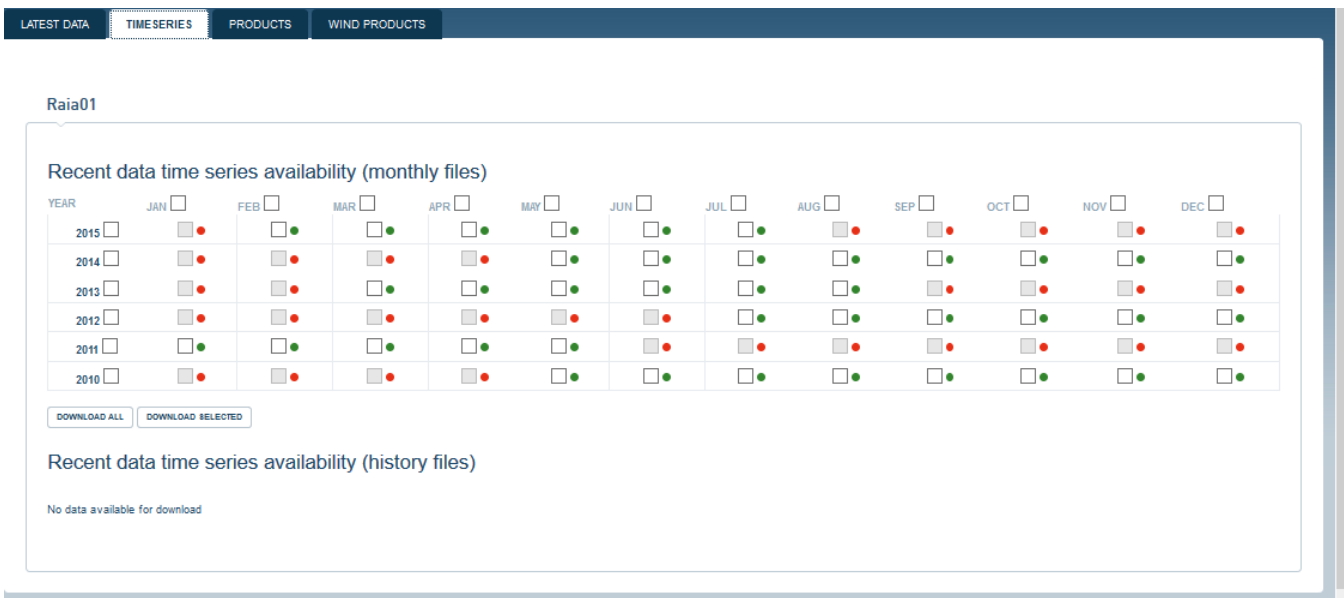 LATEST DATA TIMESERIES PRODUCTS WIND PRODUCTS
Raia01
Recent data time series availability (monthly files)
YEAR JAN FEB MAR APR MAY JUN JUL AUG SEP OCT NOV DEC
2015
2014
2013
2012
2011
2010
DOWNLOAD ALL DOWNLOAD SELECTED
Recent data time series availability (history files)
No data available for download